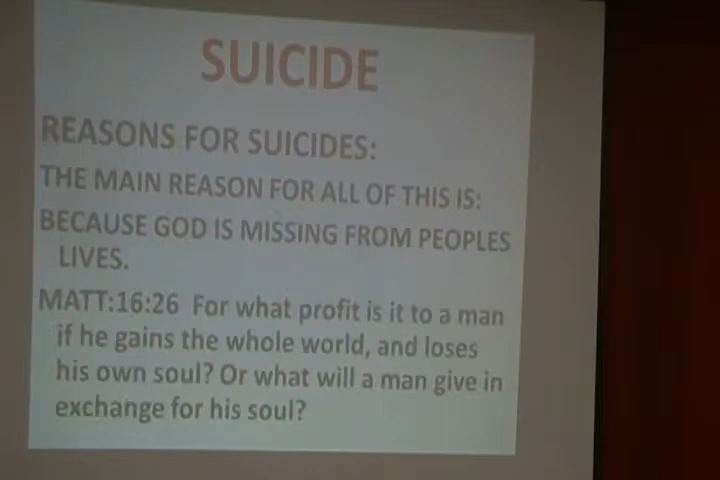 SUICIDE
REASONS FOR SUICIDES:
THE MAIN REASON FOR ALL OF THIS IS:
BECAUSE GOD IS MISSING FROM PEOPLES
LIVES.
MATT:16:26 For what profit is it to a man
if he gains the whole world, and loses
his own soul? Or what will a man give in
exchange for his soul?